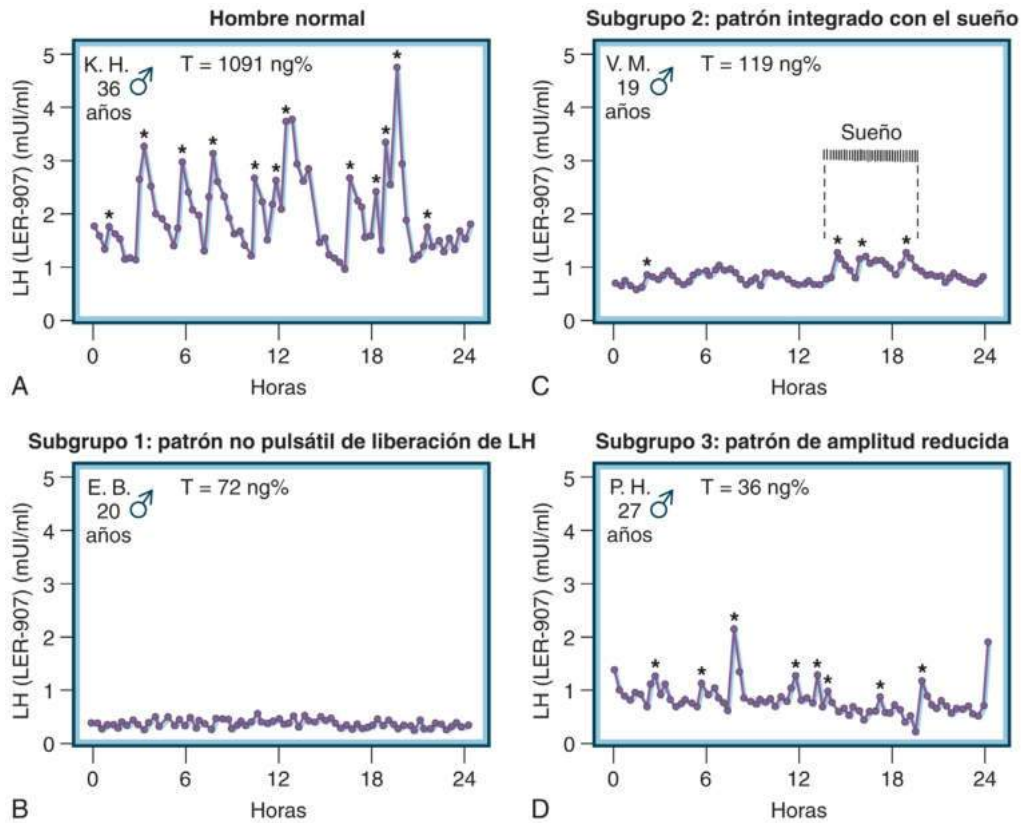 Hombre normal
K. H.
36
años
T = 1091 ng%
*
*
*
*
*
*
*
*
*
*
*
*
5
4
3
2
1
0
LH (LER-907) (mUI/ml)
0 6 12 18 24
Horas
A
Subgrupo 2: patrón integrado con el sueño
V. M.
19
años
T = 119 ng%
Sueño
*
*
*
*
5
4
3
2
1
0
LH (LER-907) (mUI/ml)
0 6 12 18 24
Horas
C
Subgrupo 1: patrón no pulsátil de liberación de LH
E. B.
20
años
T = 72 ng%
5
4
3
2
1
0
LH (LER-907) (mUI/ml)
0 6 12 18 24
Horas
B
Subgrupo 3: patrón de amplitud reducida
P. H.
27
años
T = 36 ng%
*
*
*
*
*
*
*
*
5
4
3
2
1
0
LH (LER-907) (mUI/ml)
0 6 12 18 24
Horas
D